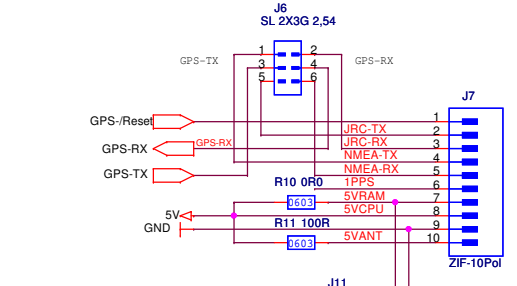 J6
SL 2X3G 2,54
1 2
GPS-TX GPS-RX
3 4
5 6
J7
GPS-/Reset 1
JRC-TX 2
GPS-RX GPS-RX JRC-RX 3
NMEA-TX 4
GPS-TX NMEA-RX 5
R10 0R0 1PPS 6
0603 5VRAM 7
5V 5VCPU 8
GND R11 100R 9
0603 5VANT 10
ZIF-10Pol
J11